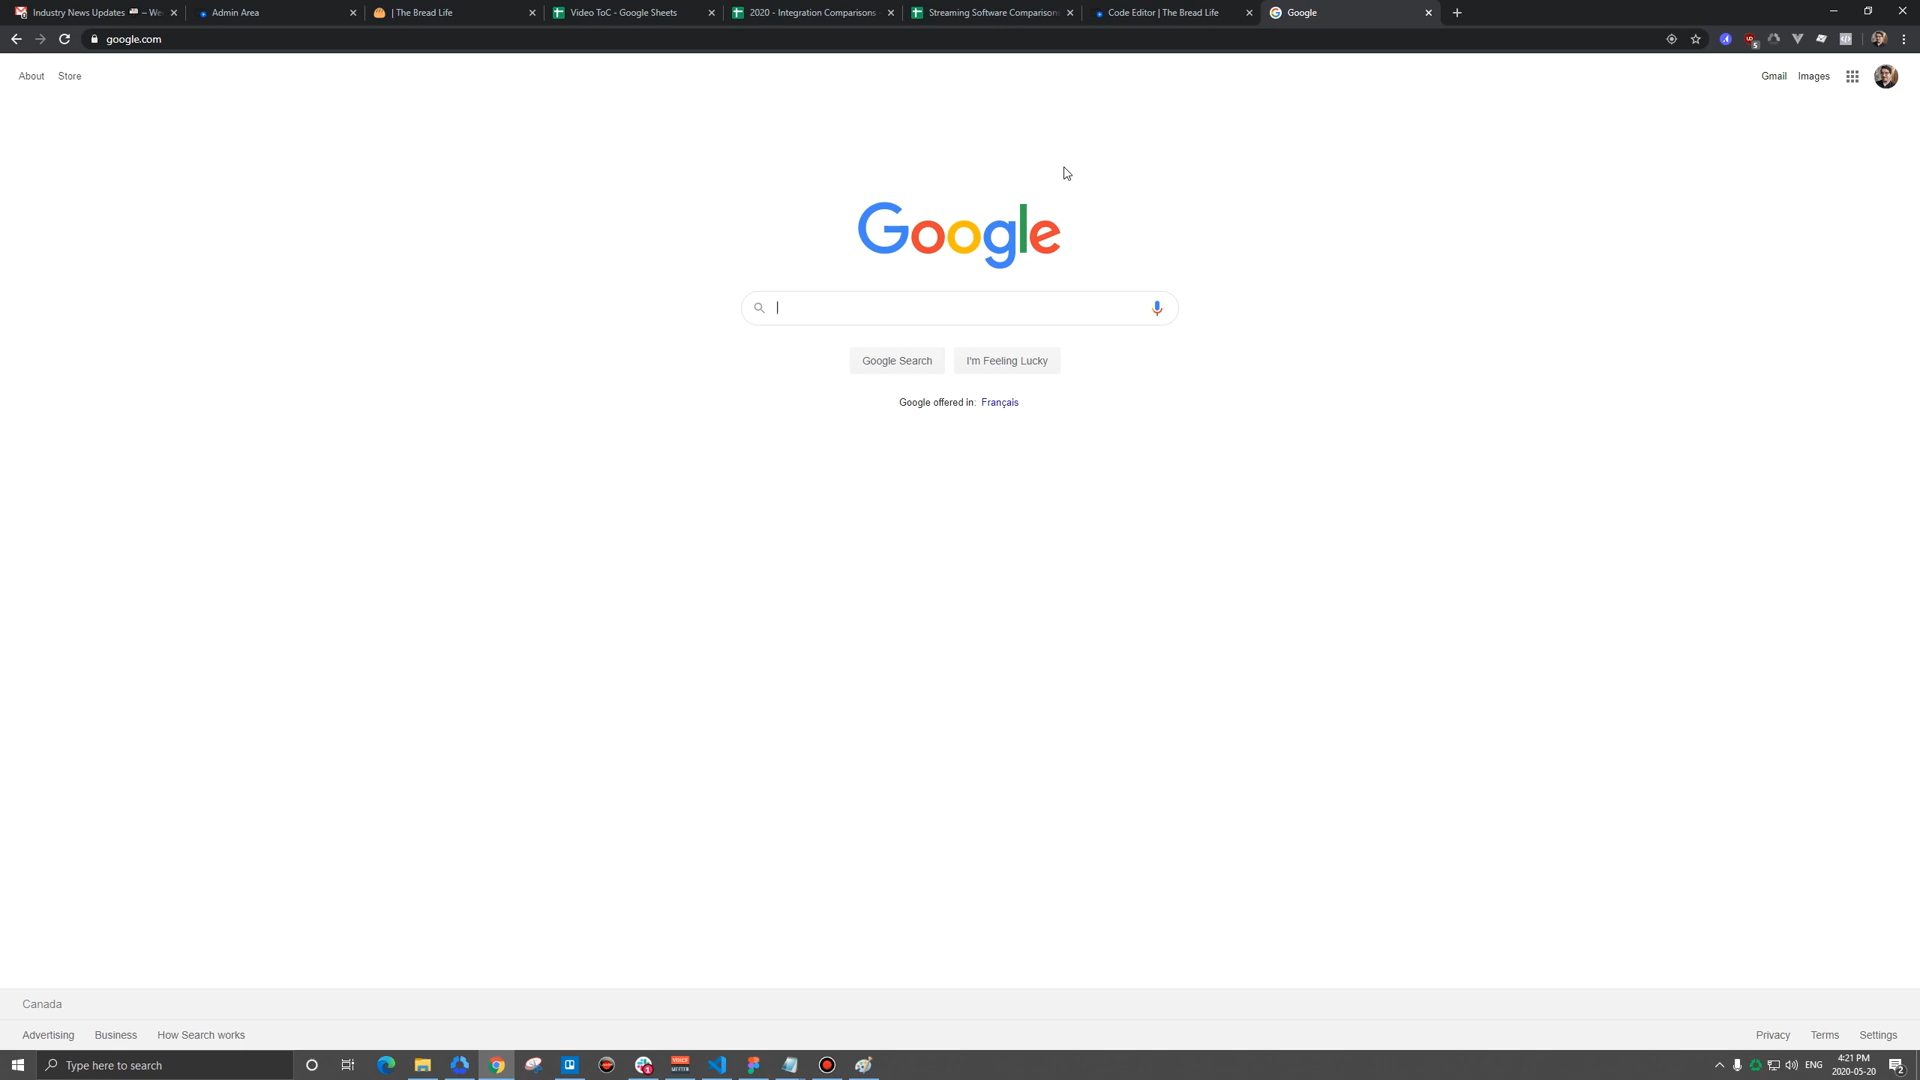 Industry News Updates – We
Admin Area
| The Bread Life
Video ToC - Google Sheets
2020 - Integration Comparisons
Streaming Software Comparison
Code Editor | The Bread Life
Google
google.com
About
Store
Gmail
Images
Google
Google Search
I'm Feeling Lucky
Google offered in: Français
Canada
Advertising
Business
How Search works
Privacy
Terms
Settings
Type here to search
ENG
4:21 PM
2020-05-20